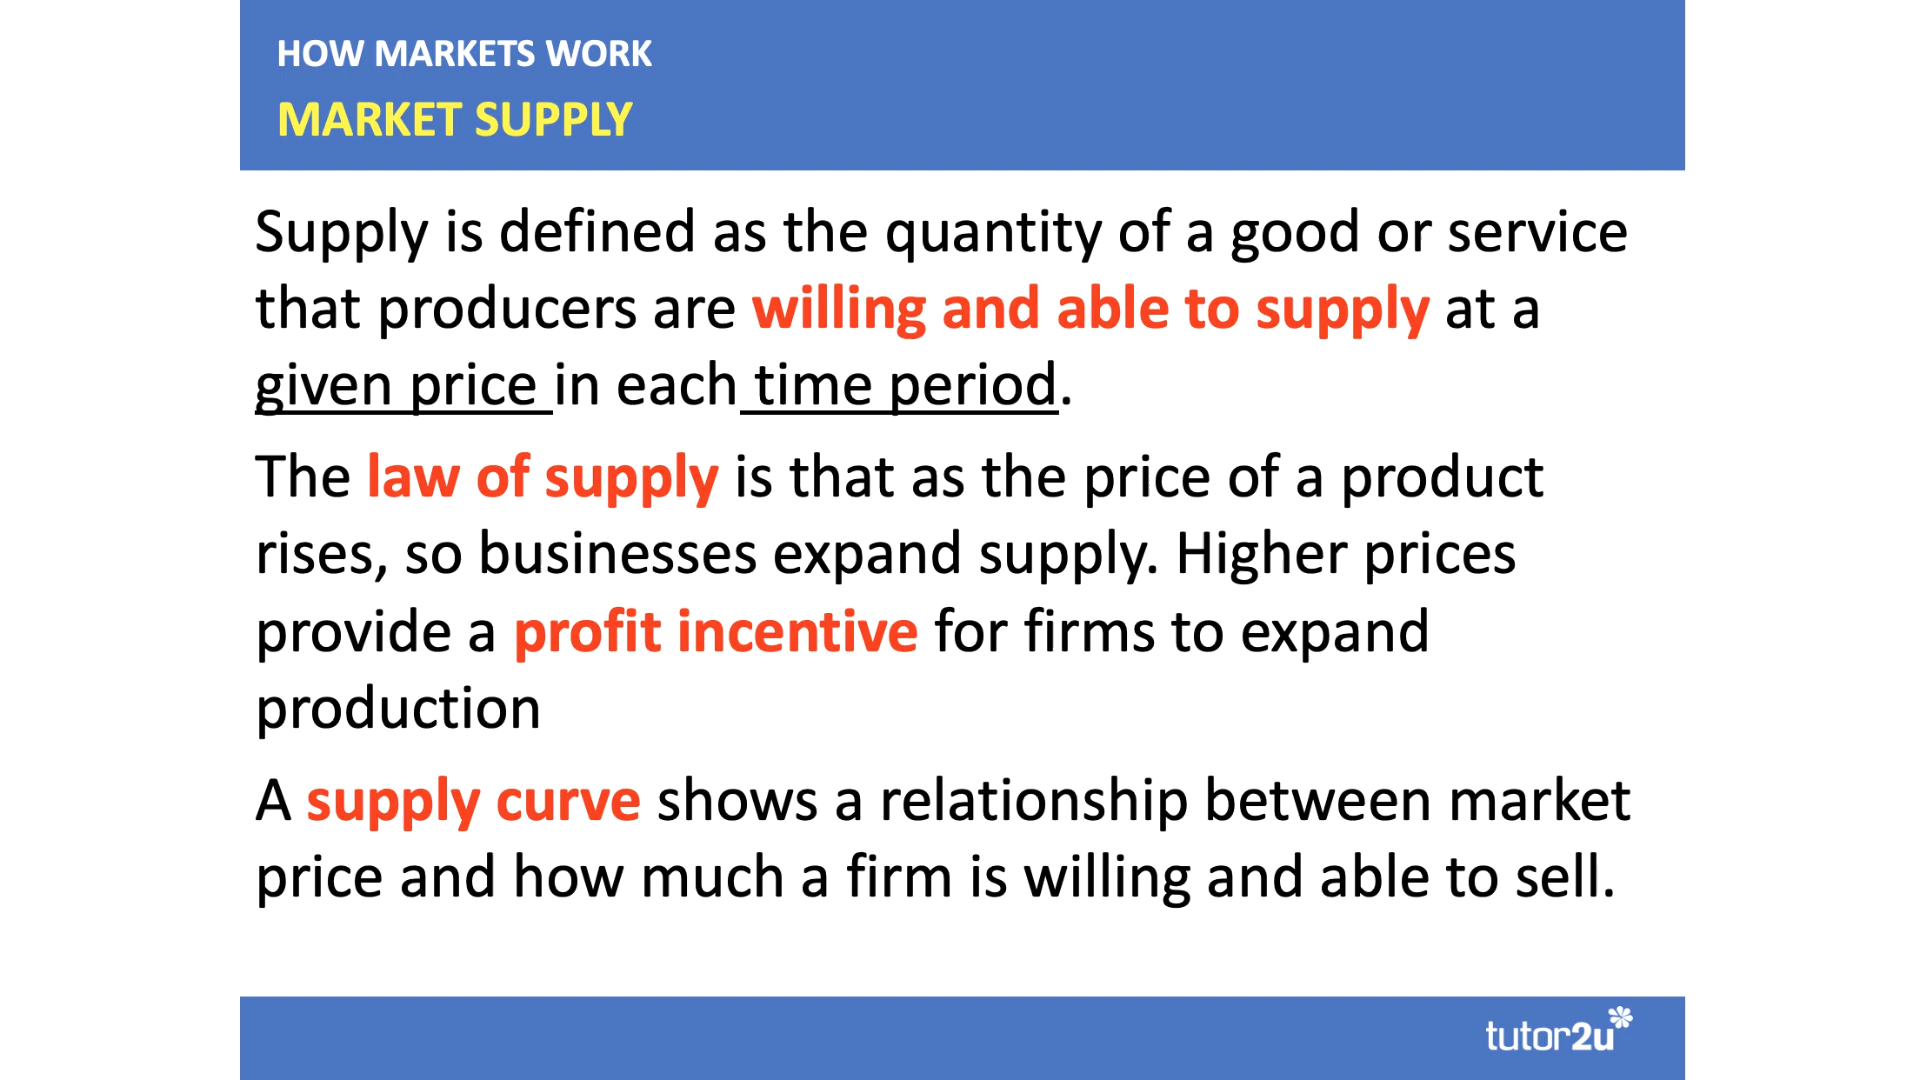 HOW MARKETS WORK
MARKET SUPPLY
Supply is defined as the quantity of a good or service
that producers are willing and able to supply at a
given price in each time period.
The law of supply is that as the price of a product
rises, so businesses expand supply. Higher prices
provide a profit incentive for firms to expand
production
A supply curve shows a relationship between market
price and how much a firm is willing and able to sell.
tutor2u